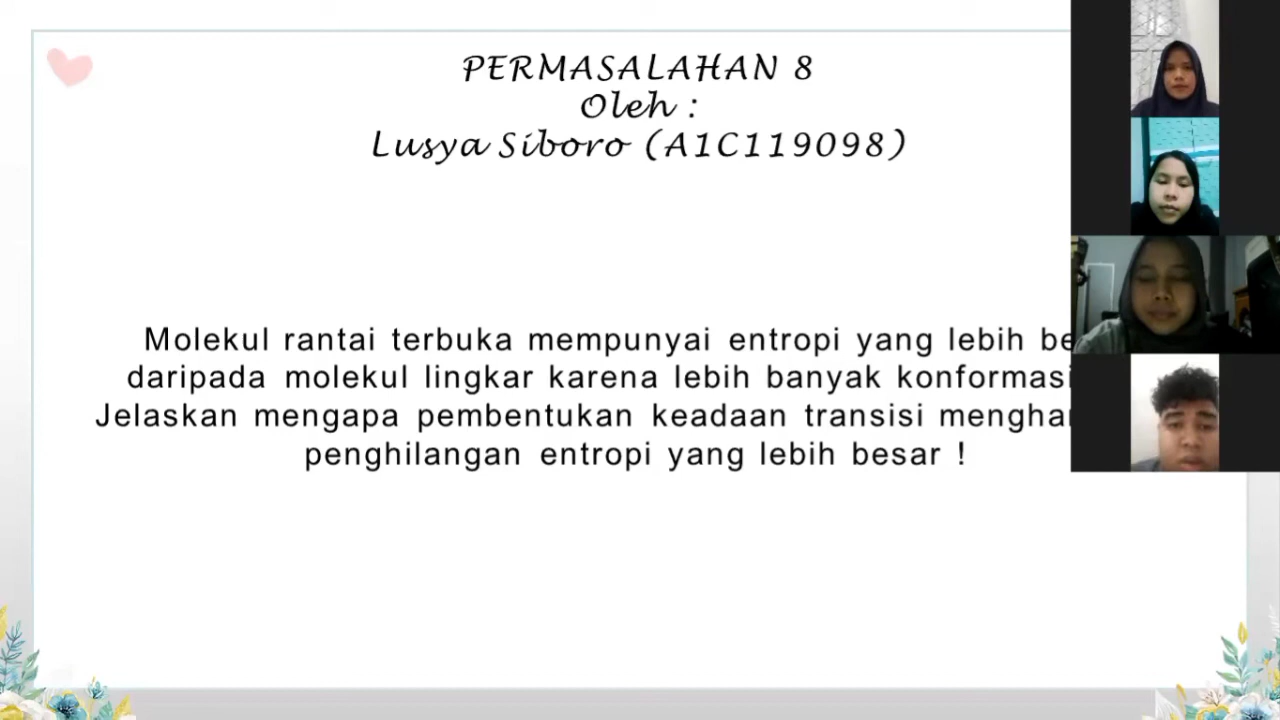 PERMASALAHAN 8
Oleh :
Lusya Siboro (A1C119098)
Molekul rantai terbuka mempunyai entropi yang lebih
daripada molekul lingkar karena lebih banyak konformasi
Jelaskan mengapa pembentukan keadaan transisi
penghilangan entropi yang lebih besar !